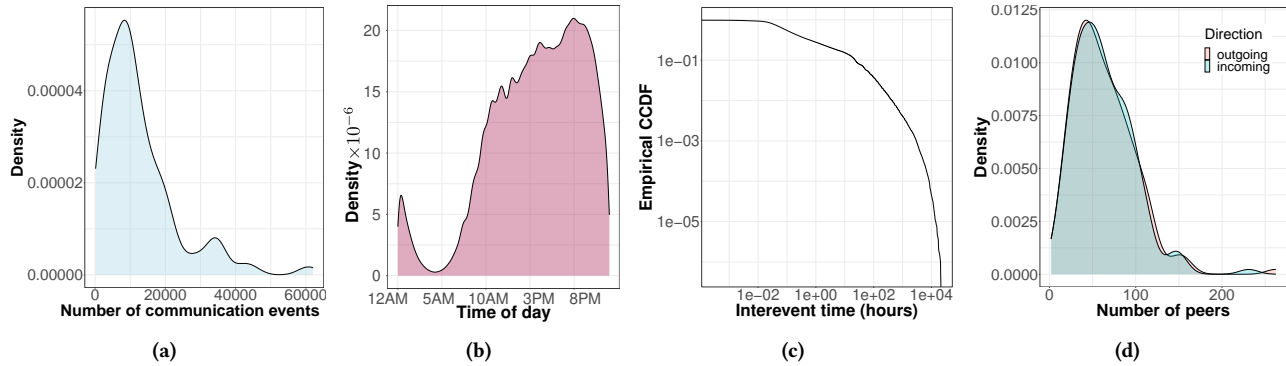 Density
0.00004
0.00002
0.00000
0
20000
40000
60000
Number of communication events
(a)
Density×10⁻⁶
20
15
10
5
0
12AM
5AM
10AM
3PM
8PM
Time of day
(b)
Empirical CCDF
1e−01
1e−03
1e−05
1e−02
1e+00
1e+02
1e+04
Interevent time (hours)
(c)
Density
0.0125
0.0100
0.0075
0.0050
0.0025
0.0000
Direction
outgoing
incoming
0
100
200
Number of peers
(d)